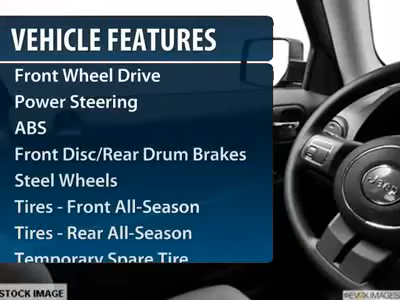 VEHICLE FEATURES
Front Wheel Drive
Power Steering
ABS
Front Disc/Rear Drum Brakes
Steel Wheels
Tires - Front All-Season
Tires - Rear All-Season
Temporary Spare Tire
Jeep
STOCK IMAGE